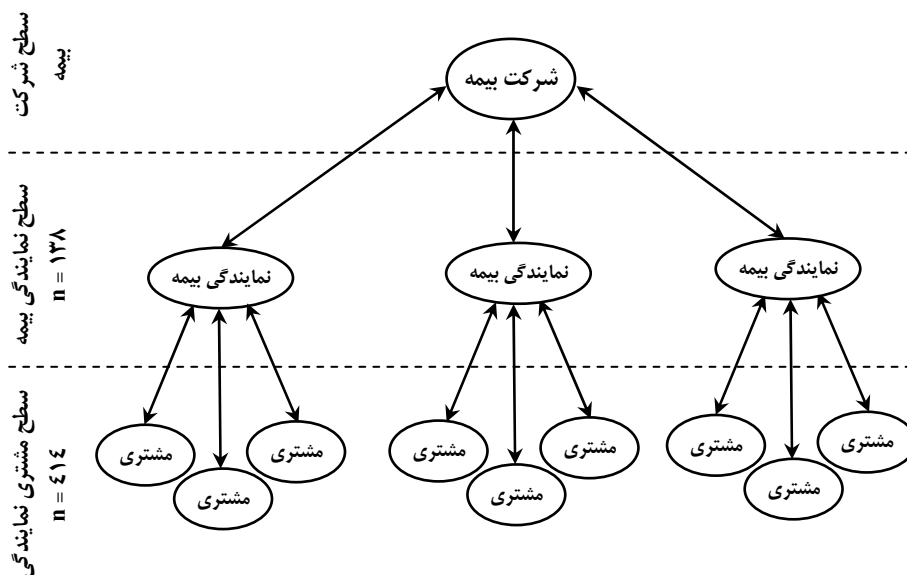 سطح شرکت
بیمه
شرکت بیمه
سطح نمایندگی بیمه
n = ۱۳۸
نمایندگی بیمه
نمایندگی بیمه
نمایندگی بیمه
سطح مشتری نمایندگی
n = ٤١٤
مشتری
مشتری
مشتری
مشتری
مشتری
مشتری
مشتری
مشتری
مشتری